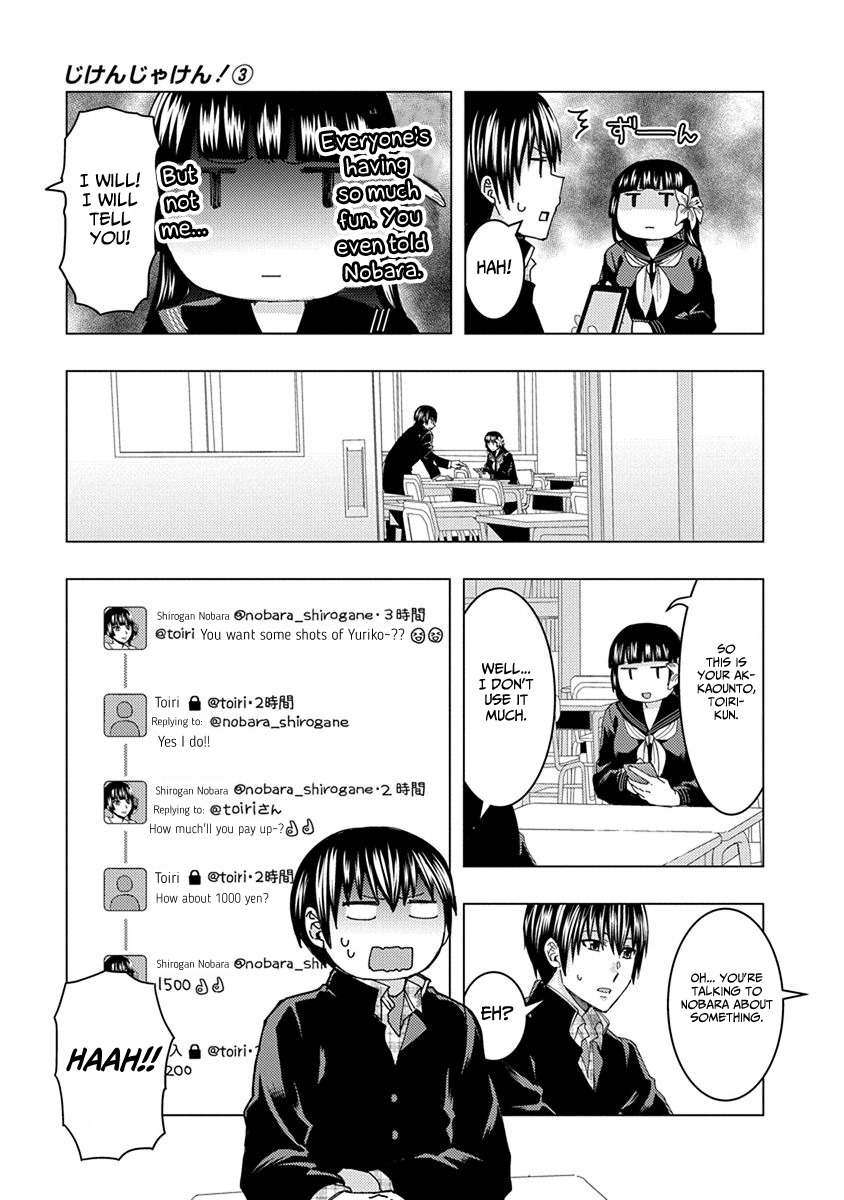 じけんじゃけん!③
ずーん
HAH!
Everyone's
having
so much
fun. You
even told
Nobara.
But
not
me...
I WILL!
I WILL
TELL
YOU!
SO
THIS IS
YOUR AK-
KAOUNTO,
TOIRI-
KUN.
WELL...
I DON'T
USE IT
MUCH.
OH... YOU'RE
TALKING TO
NOBARA ABOUT
SOMETHING.
EH?
Shirogan Nobara @nobara_shirogane・3時間
@toiri You want some shots of Yuriko~??
Toiri @toiri・2時間
Replying to: @nobara_shirogane
Yes I do!!
Shirogan Nobara @nobara_shirogane・2時間
Replying to: @toiriさん
How much'll you pay up~?
Toiri @toiri・2時間
How about 1000 yen?
Shirogan Nobara @nobara_shir
1500
入 @toiri・
200
HAAH!!